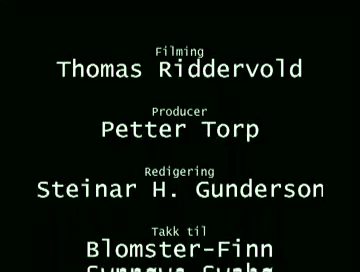 Filming
Thomas Riddervold
Producer
Petter Torp
Redigering
Steinar H. Gunderson
Takk til
Blomster-Finn